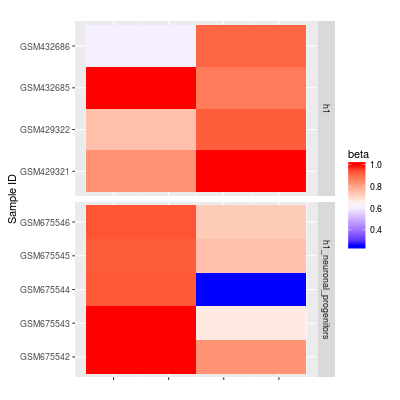 GSM432686
GSM432685
GSM429322
GSM429321
h1
GSM675546
GSM675545
GSM675544
GSM675543
GSM675542
h1_neuronal_progenitors
Sample ID
beta
1.0
0.8
0.6
0.4